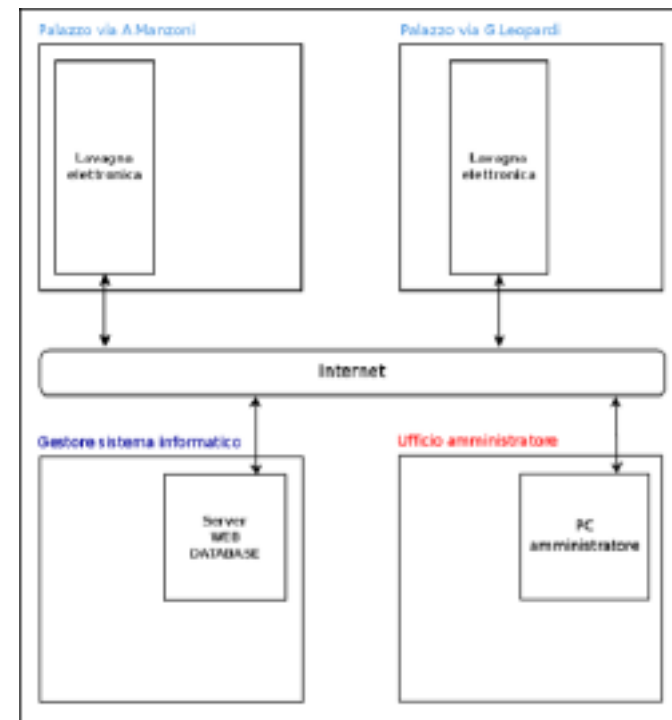 Palazzo via A.Manzoni
Palazzo via G.Leopardi
Lavagna
elettronica
Lavagna
elettronica
Internet
Gestore sistema informatico
Ufficio amministratore
Server
WEB
DATABASE
PC
amministratore